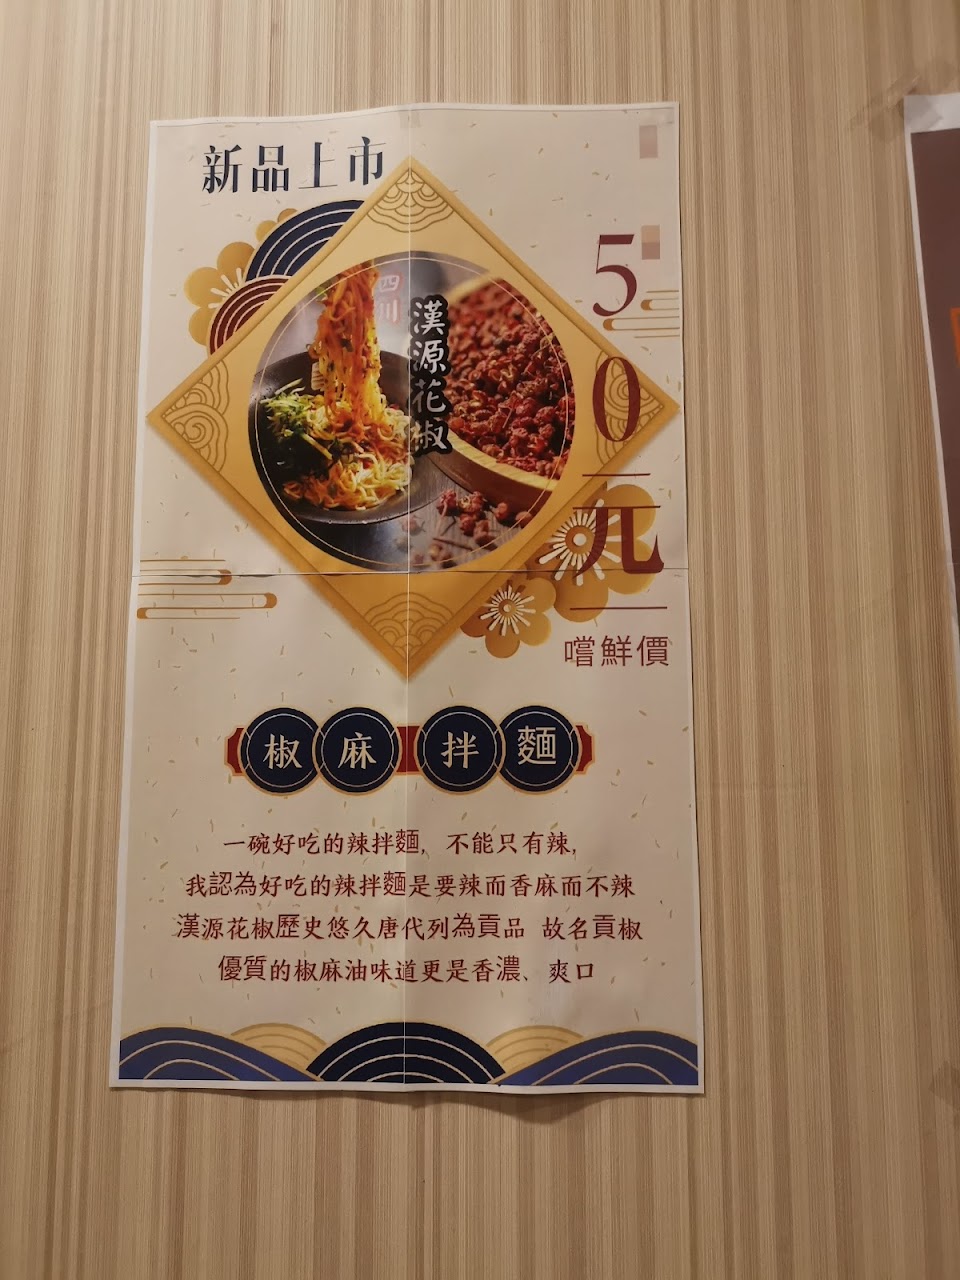 新品上市
四川
漢源花椒
50元
嚐鮮價
椒麻拌麵
一碗好吃的辣拌麵，不能只有辣，
我認為好吃的辣拌麵是要辣而香麻而不辣
漢源花椒歷史悠久唐代列為貢品 故名貢椒
優質的椒麻油味道更是香濃、爽口